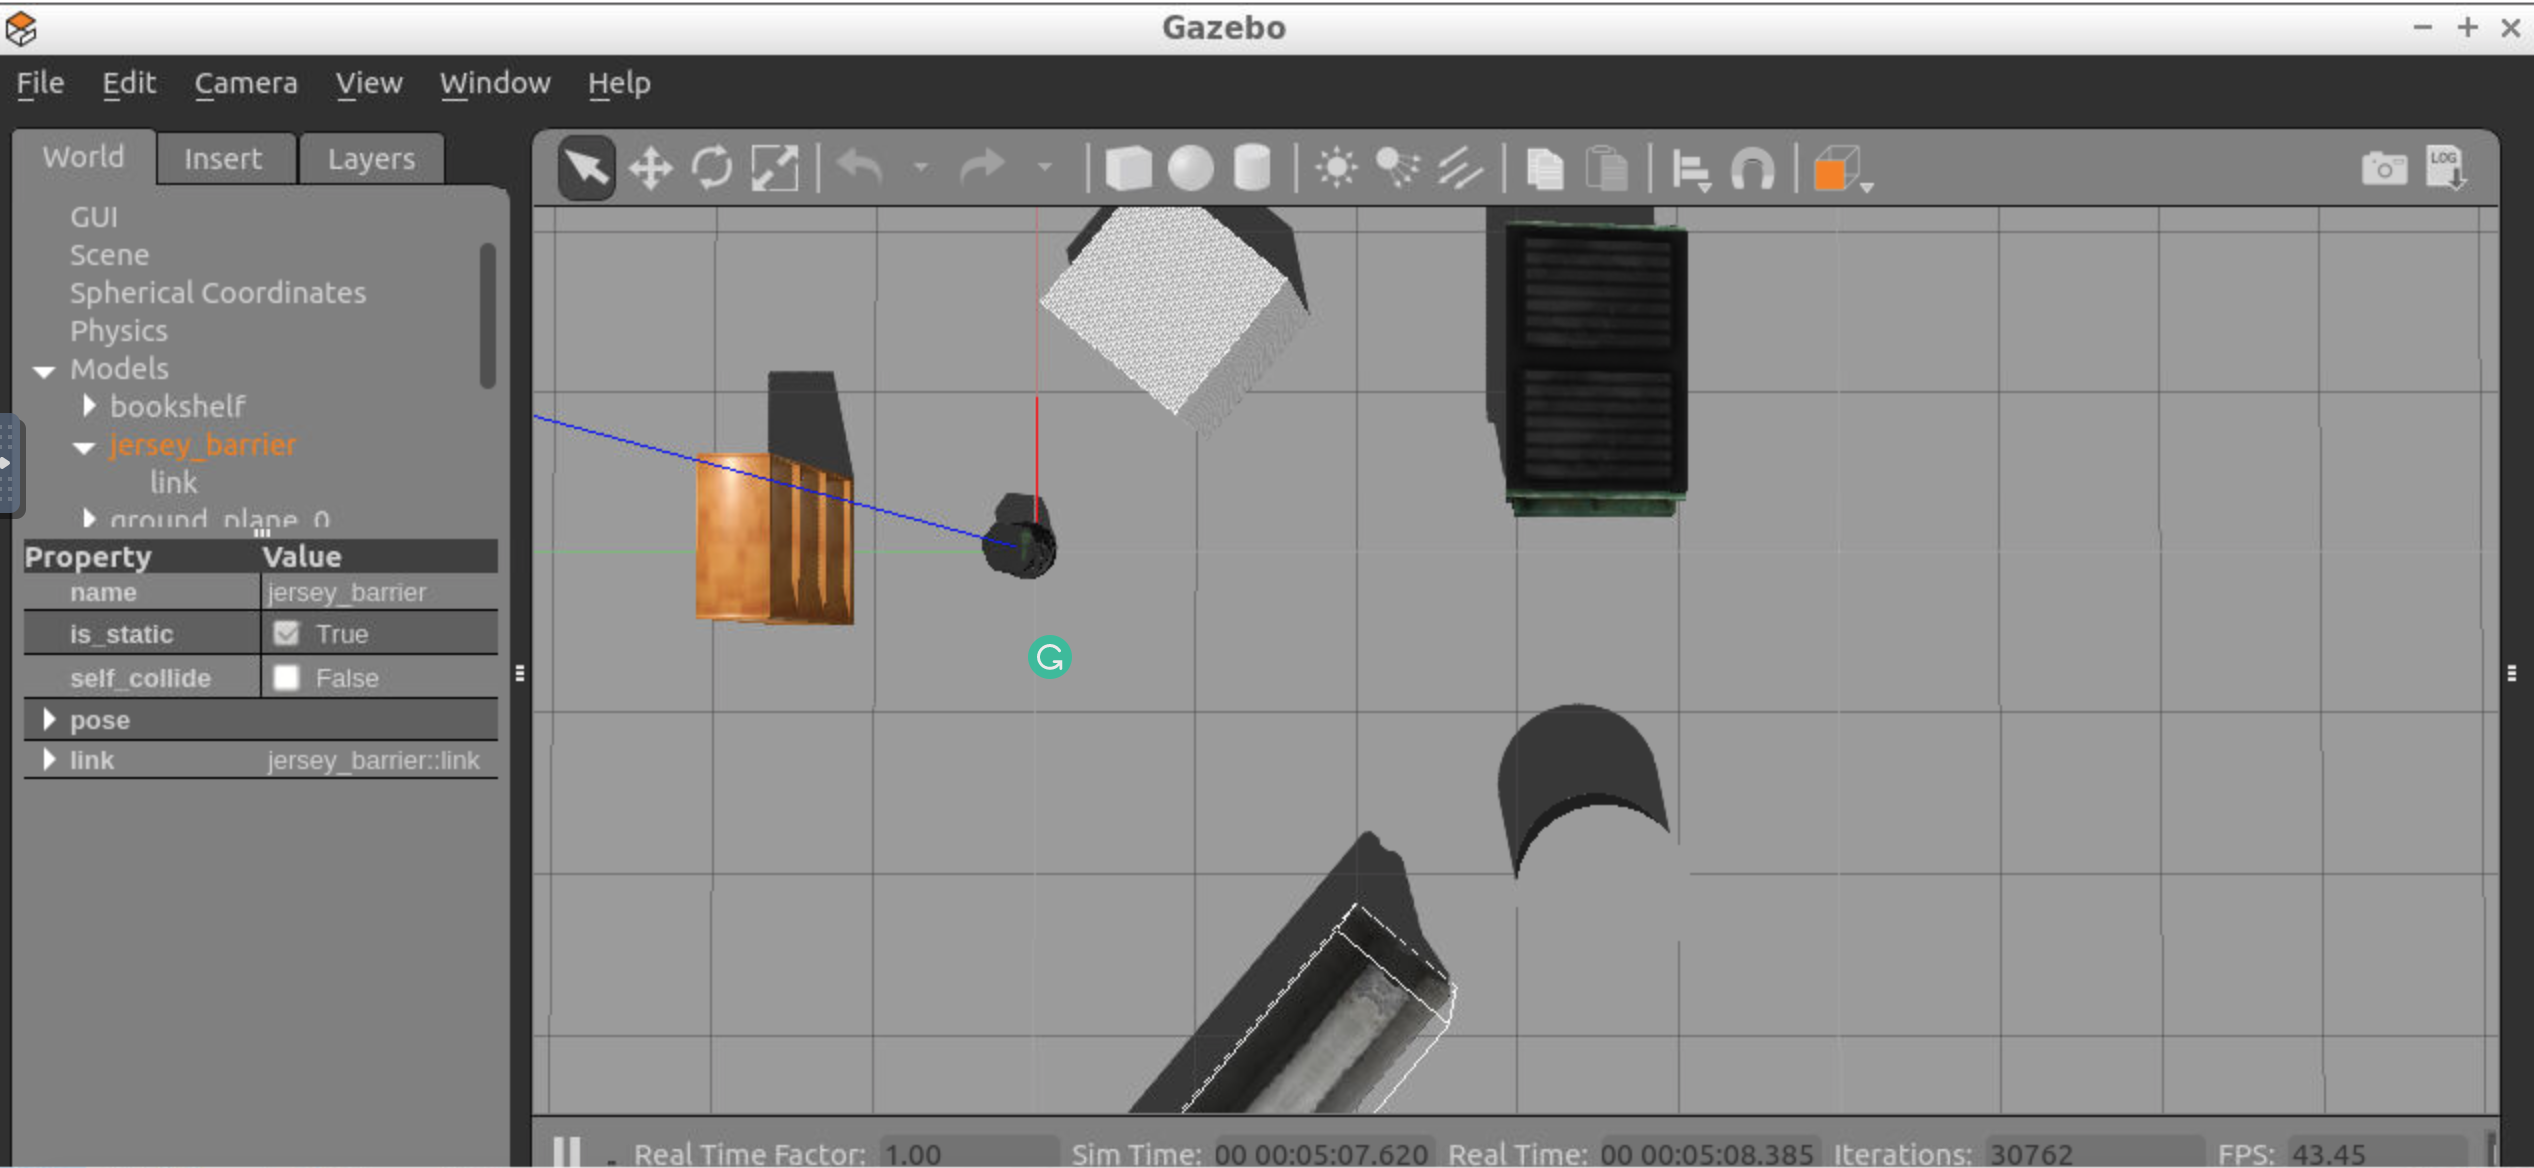 Gazebo
File Edit Camera View Window Help
World Insert Layers
LOG
GUI
Scene
Spherical Coordinates
Physics
Models
bookshelf
jersey_barrier
link
ground_plane_0
Property Value
name jersey_barrier
is_static True
self_collide False
pose
link jersey_barrier::link
Real Time Factor: 1.00 Sim Time: 00 00:05:07.620 Real Time: 00 00:05:08.385 Iterations: 30762 FPS: 43.45